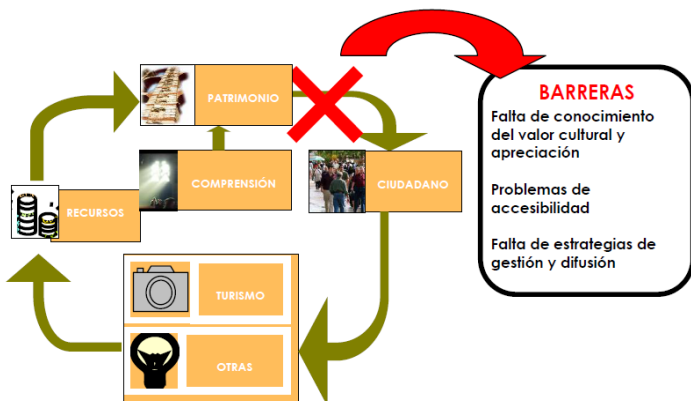 PATRIMONIO
COMPRENSIÓN
RECURSOS
CIUDADANO
TURISMO
OTRAS
BARRERAS
Falta de conocimiento
del valor cultural y
apreciación
Problemas de
accesibilidad
Falta de estrategias de
gestión y difusión